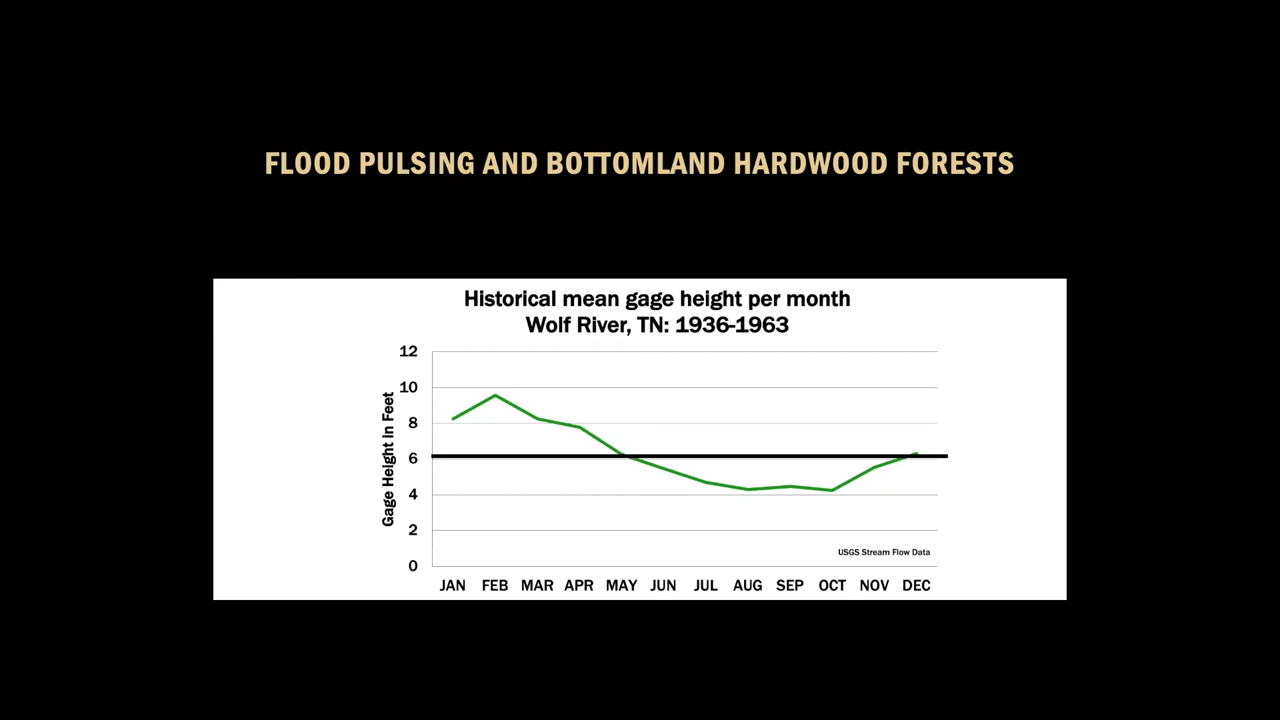 FLOOD PULSING AND BOTTOMLAND HARDWOOD FORESTS
Historical mean gage height per month
Wolf River, TN: 1936-1963
Gage Height in Feet
12
10
8
6
4
2
0
USGS Stream Flow Data
JAN FEB MAR APR MAY JUN JUL AUG SEP OCT NOV DEC